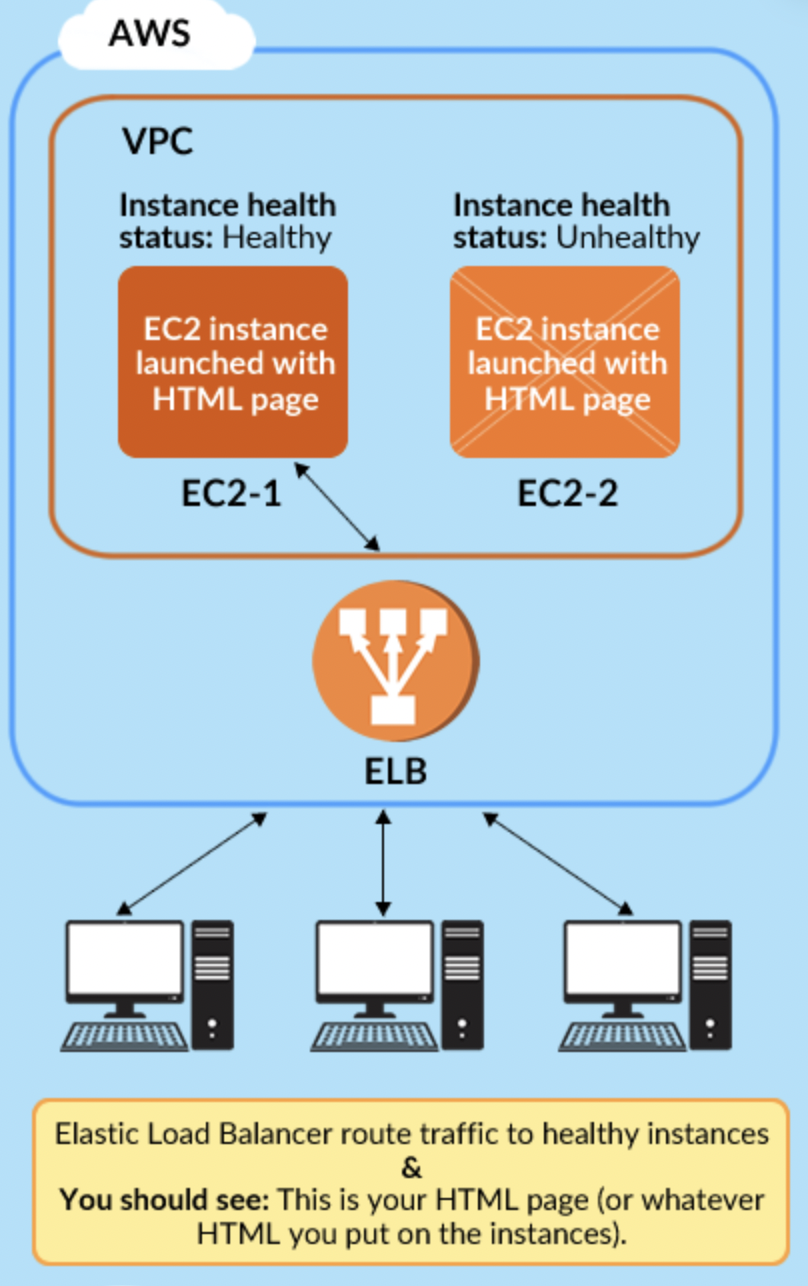 AWS
VPC
Instance health
status: Healthy
Instance health
status: Unhealthy
EC2 instance
launched with
HTML page
EC2 instance
launched with
HTML page
EC2-1
EC2-2
ELB
Elastic Load Balancer route traffic to healthy instances
&
You should see: This is your HTML page (or whatever
HTML you put on the instances).